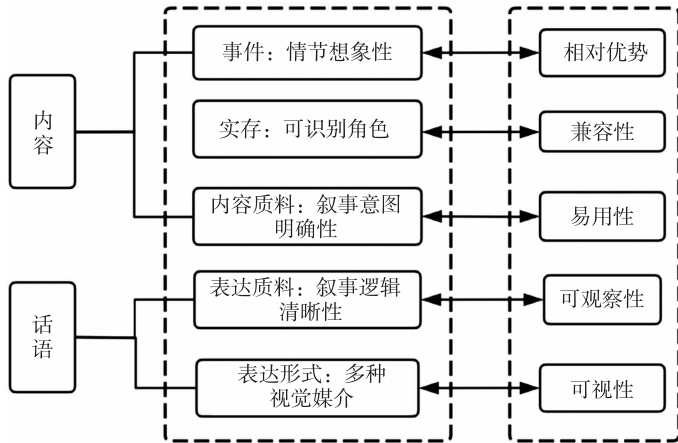 内
容
话
语
事件：情节想象性
实存：可识别角色
内容质料：叙事意图
明确性
表达质料：叙事逻辑
清晰性
表达形式：多种
视觉媒介
相对优势
兼容性
易用性
可观察性
可视性